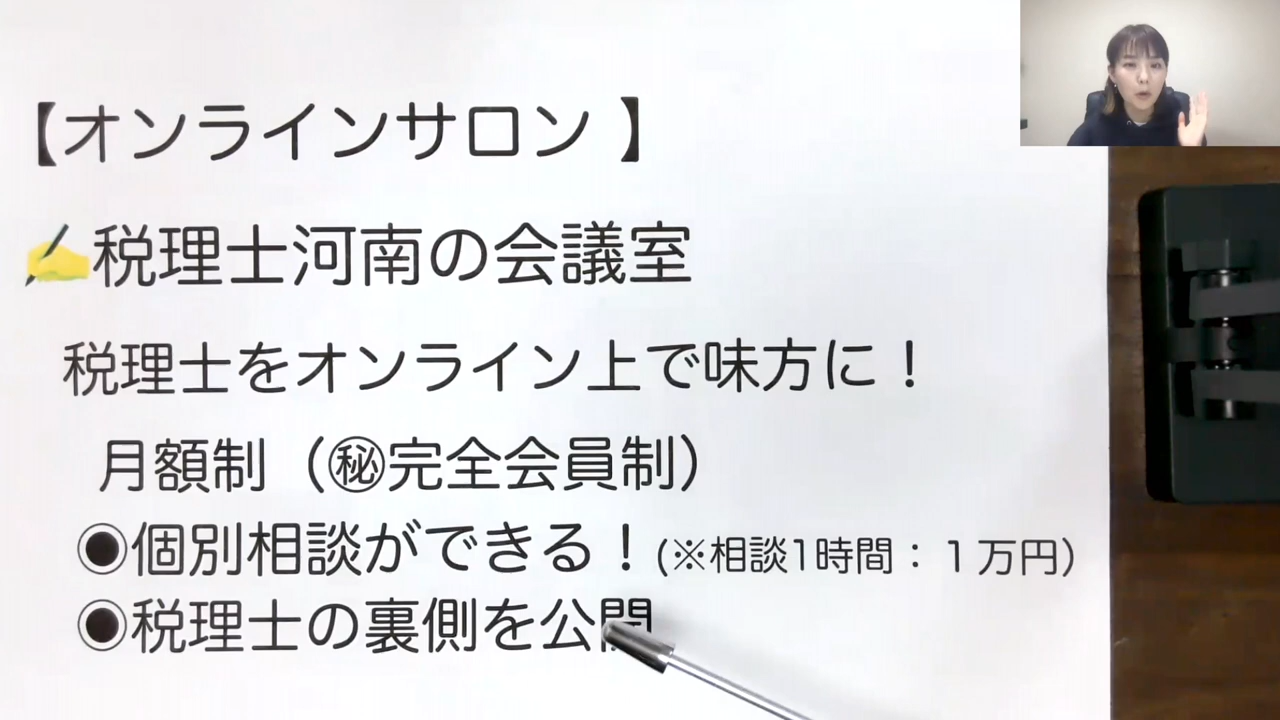 【オンラインサロン 】
✍税理士河南の会議室
税理士をオンライン上で味方に！
月額制（㊙完全会員制）
◉個別相談ができる！(※相談1時間：１万円）
◉税理士の裏側を公開